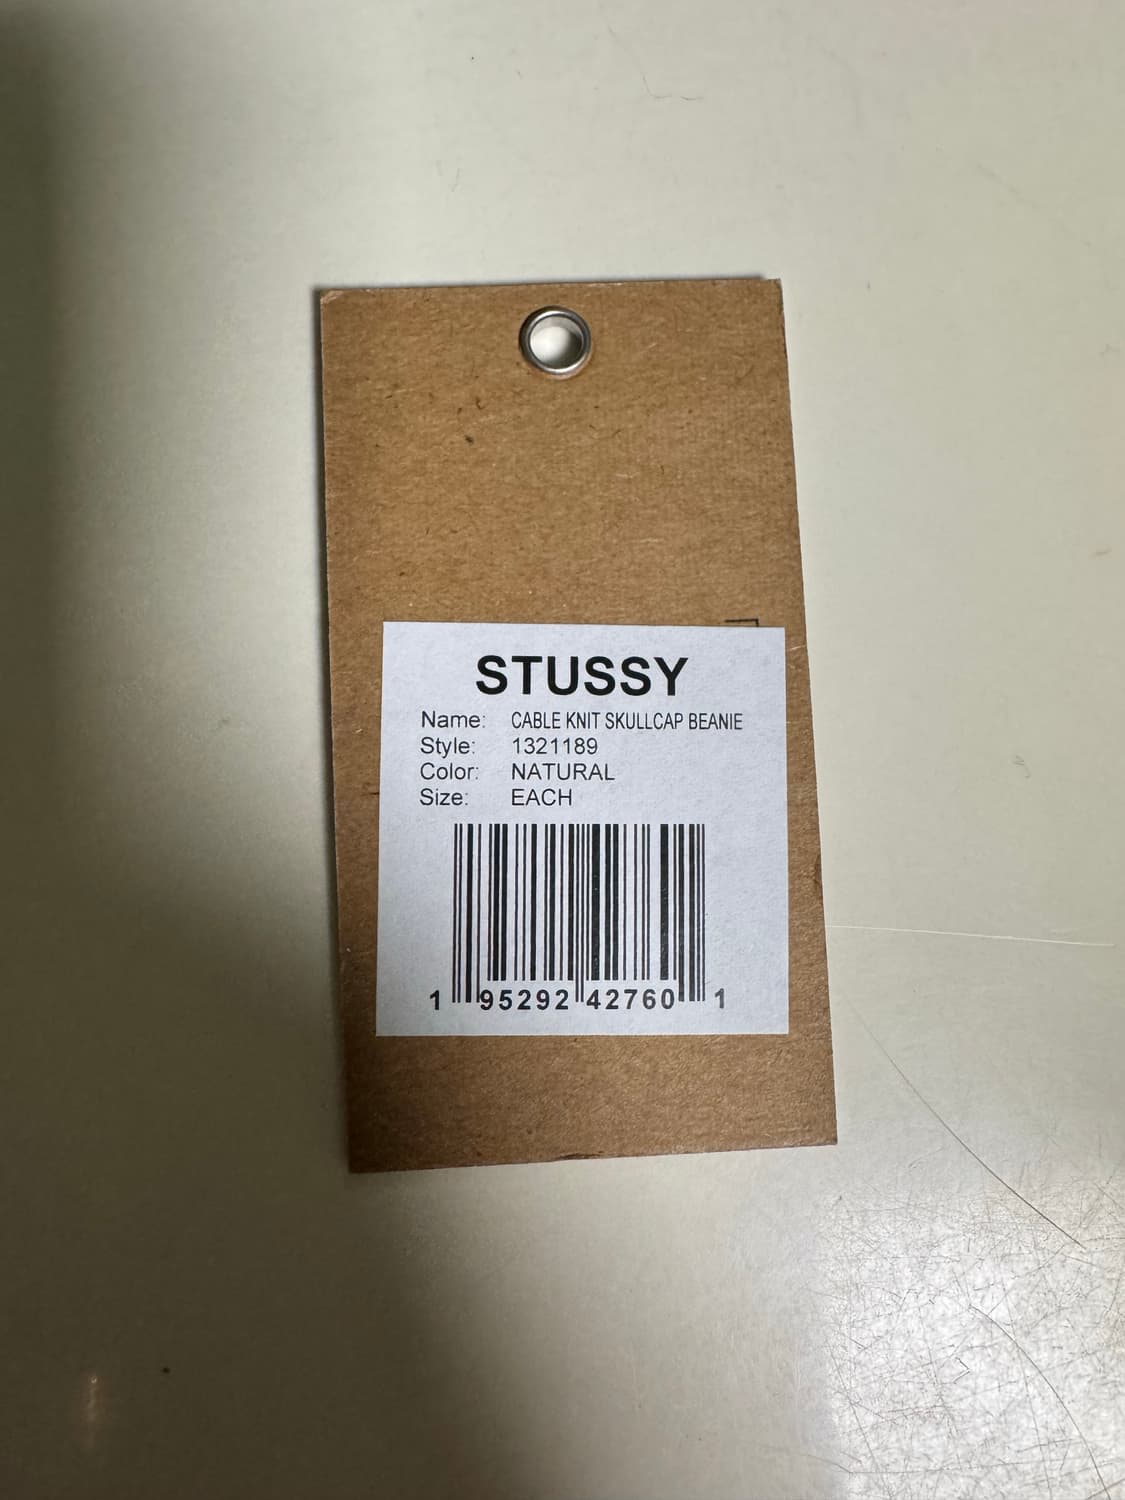 STUSSY
Name: CABLE KNIT SKULLCAP BEANIE
Style: 1321189
Color: NATURAL
Size: EACH
1 95292 42760 1